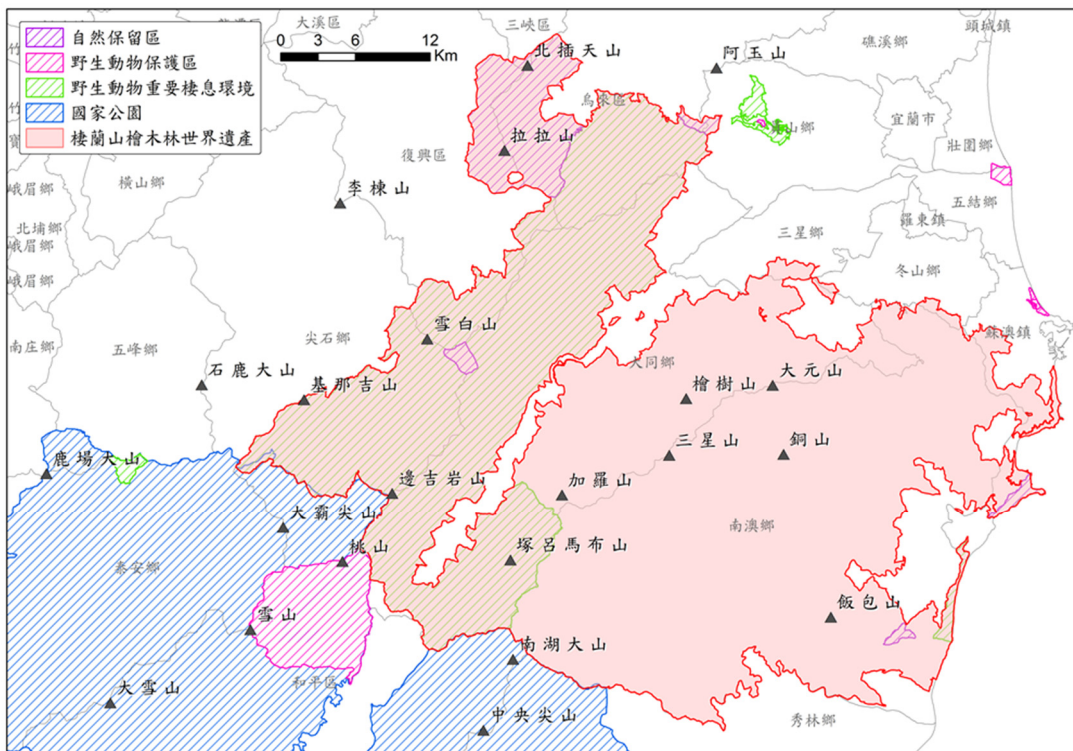 自然保留區
野生動物保護區
野生動物重要棲息環境
國家公園
棲蘭山檜木林世界遺產
0 3 6 12
Km
大溪區
三峽區
頭城鎮
礁溪鄉
北插天山
阿玉山
烏來區
員山鄉
宜蘭市
壯圍鄉
復興區
拉拉山
橫山鄉
峨眉鄉
李棟山
五結鄉
羅東鎮
北埔鄉
峨眉鄉
三星鄉
冬山鄉
峨眉鄉
雪白山
尖石鄉
蘇澳鎮
南庄鄉
五峰鄉
大同鄉
石鹿大山
基那吉山
檜樹山
大元山
三星山
銅山
鹿場大山
邊吉岩山
加羅山
大霸尖山
南澳鄉
桃山
塚呂馬布山
泰安鄉
雪山
飯包山
南湖大山
和平區
大雪山
秀林鄉
中央尖山